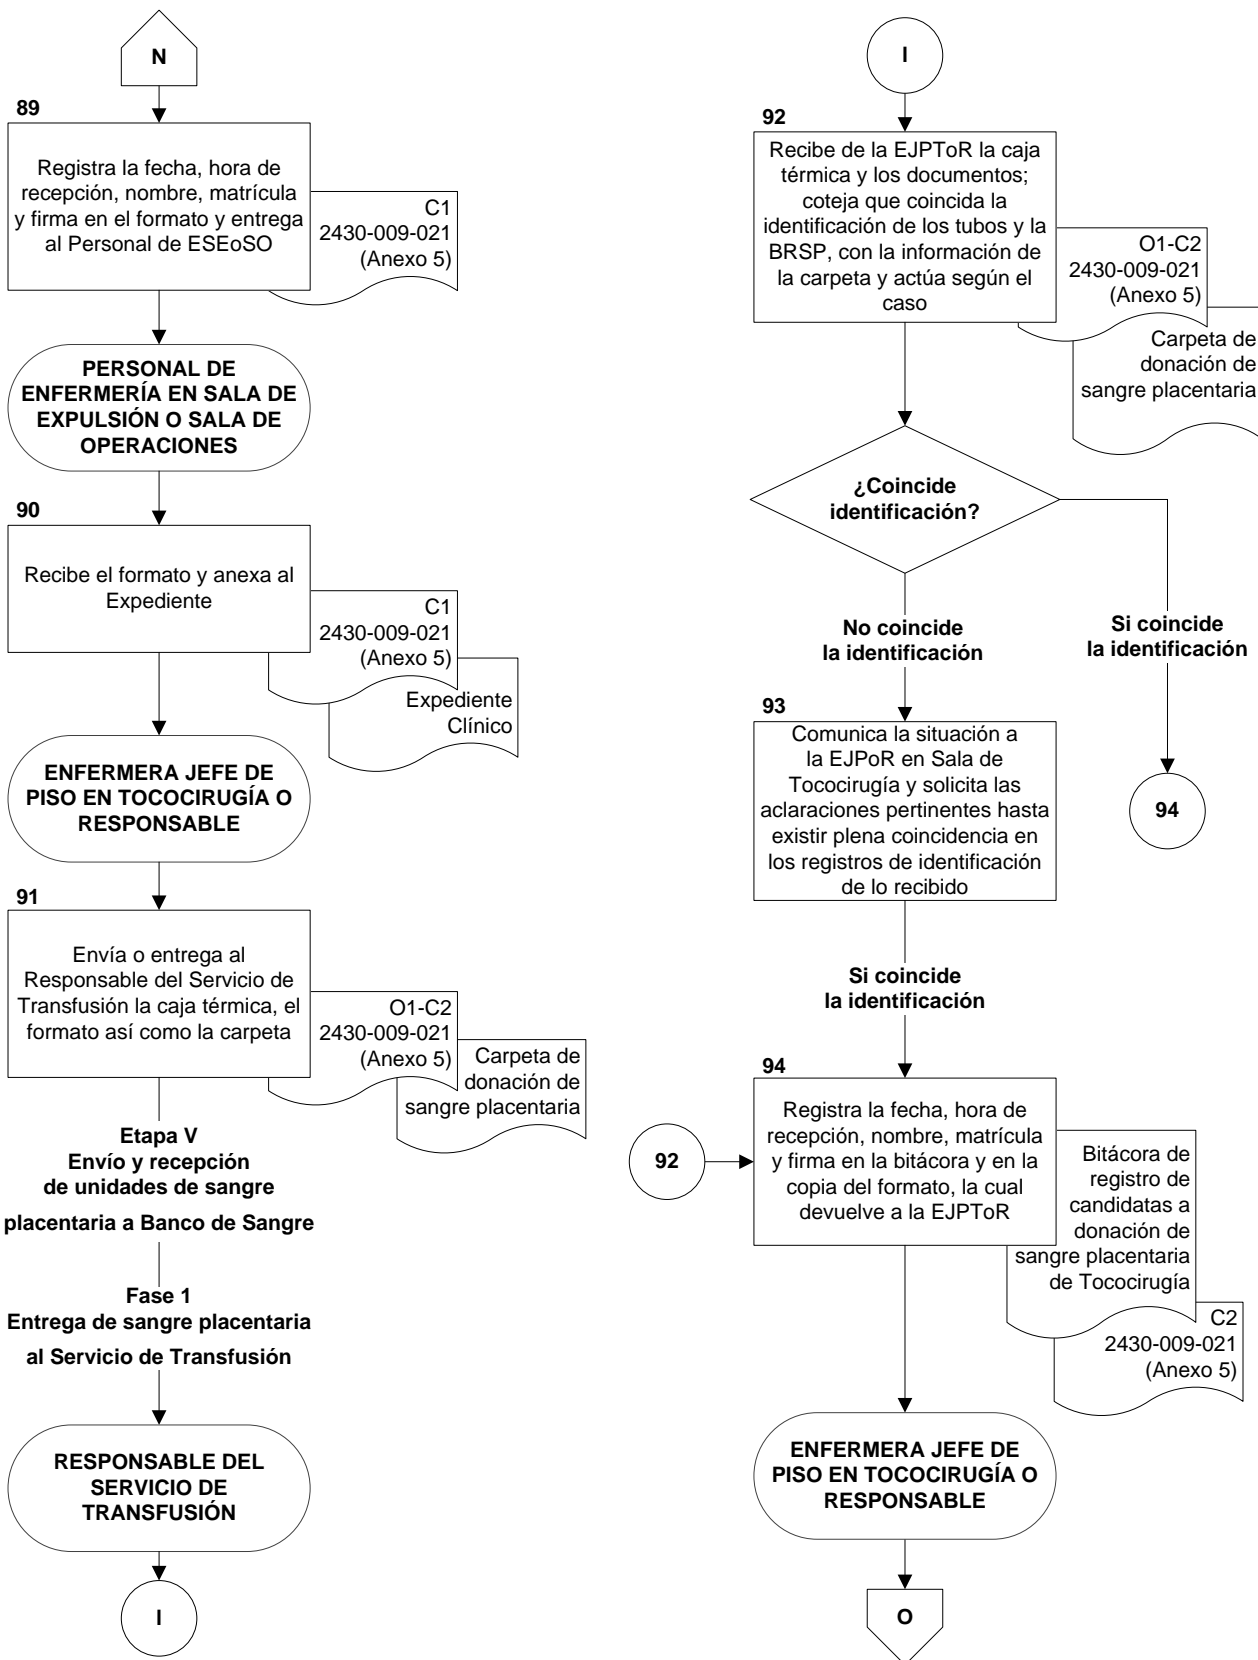 N
89
Registra la fecha, hora de
recepción, nombre, matrícula
y firma en el formato y entrega
al Personal de ESEoSO
C1
2430-009-021
(Anexo 5)
PERSONAL DE
ENFERMERÍA EN SALA DE
EXPULSIÓN O SALA DE
OPERACIONES
90
Recibe el formato y anexa al
Expediente
C1
2430-009-021
(Anexo 5)
Expediente
Clínico
ENFERMERA JEFE DE
PISO EN TOCOCIRUGÍA O
RESPONSABLE
91
Envía o entrega al
Responsable del Servicio de
Transfusión la caja térmica, el
formato así como la carpeta
O1-C2
2430-009-021
(Anexo 5)
Carpeta de
donación de
sangre placentaria
Etapa V
Envío y recepción
de unidades de sangre
placentaria a Banco de Sangre
Fase 1
Entrega de sangre placentaria
al Servicio de Transfusión
RESPONSABLE DEL
SERVICIO DE
TRANSFUSIÓN
I
I
92
Recibe de la EJPToR la caja
térmica y los documentos;
coteja que coincida la
identificación de los tubos y la
BRSP, con la información de
la carpeta y actúa según el
caso
O1-C2
2430-009-021
(Anexo 5)
Carpeta de
donación de
sangre placentaria
¿Coincide
identificación?
No coincide
la identificación
Si coincide
la identificación
93
Comunica la situación a
la EJPoR en Sala de
Tococirugía y solicita las
aclaraciones pertinentes hasta
existir plena coincidencia en
los registros de identificación
de lo recibido
94
Si coincide
la identificación
94
Registra la fecha, hora de
recepción, nombre, matrícula
y firma en la bitácora y en la
copia del formato, la cual
devuelve a la EJPToR
92
Bitácora de
registro de
candidatas a
donación de
sangre placentaria
de Tococirugía
C2
2430-009-021
(Anexo 5)
ENFERMERA JEFE DE
PISO EN TOCOCIRUGÍA O
RESPONSABLE
O